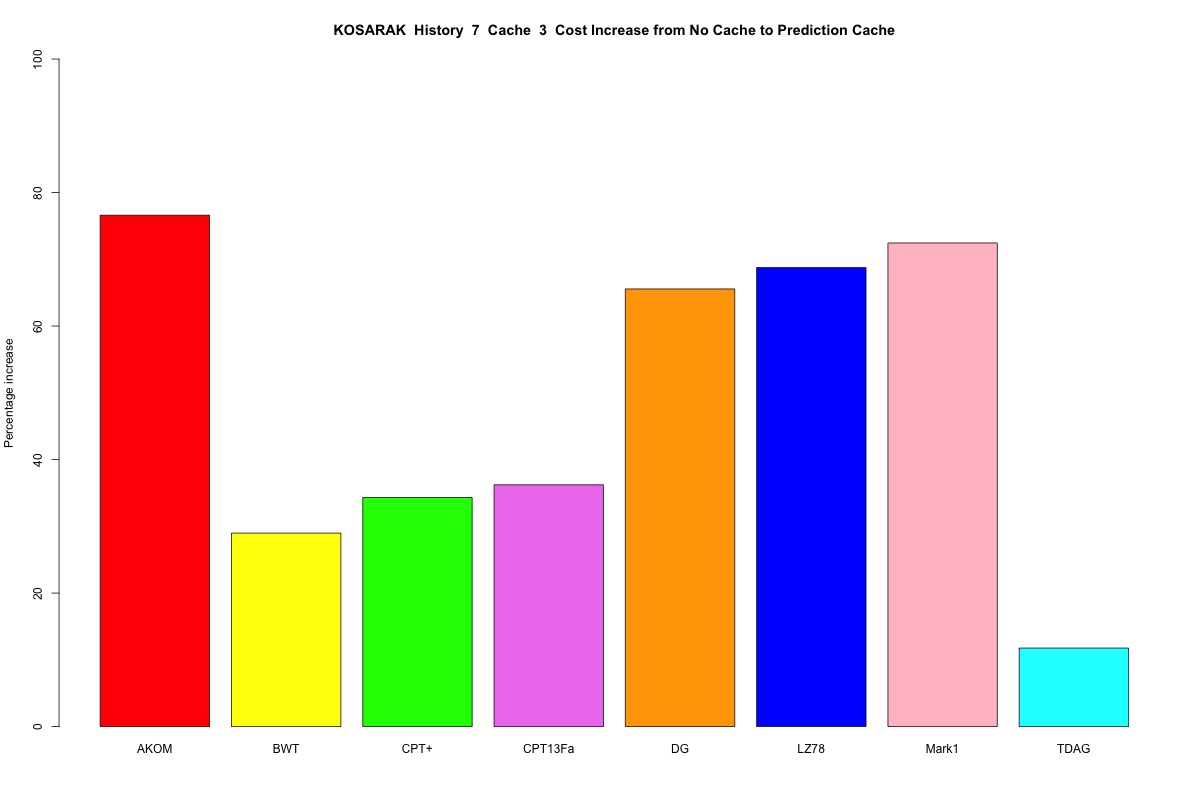 KOSARAK History 7 Cache 3 Cost Increase from No Cache to Prediction Cache
Percentage increase
100
80
60
40
20
0
AKOM BWT CPT+ CPT13Fa DG LZ78 Mark1 TDAG